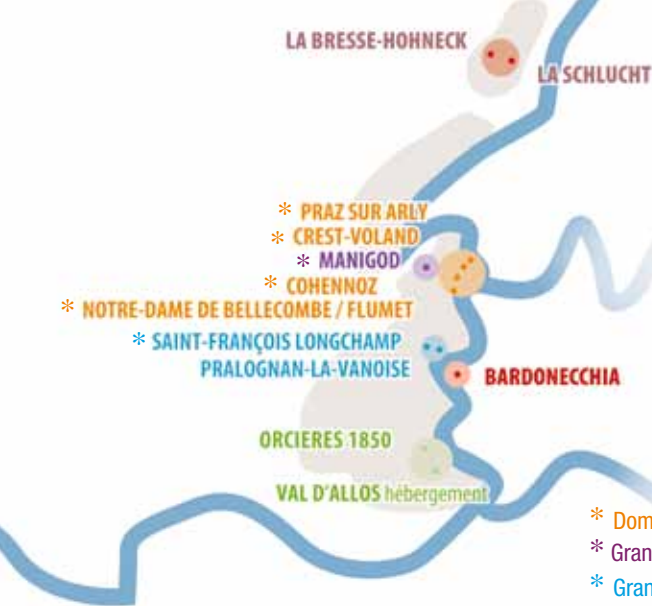 LA BRESSE-HOHNECK
LA SCHLUCHT
* PRAZ SUR ARLY
* CREST-VOLAND
* MANIGOD
* COHENNOZ
* NOTRE-DAME DE BELLECOMBE / FLUMET
* SAINT-FRANÇOIS LONGCHAMP
PRALOGNAN-LA-VANOISE
BARDONECCHIA
ORCIERES 1850
VAL D'ALLOS hébergement
* Dom
* Gran
* Gran